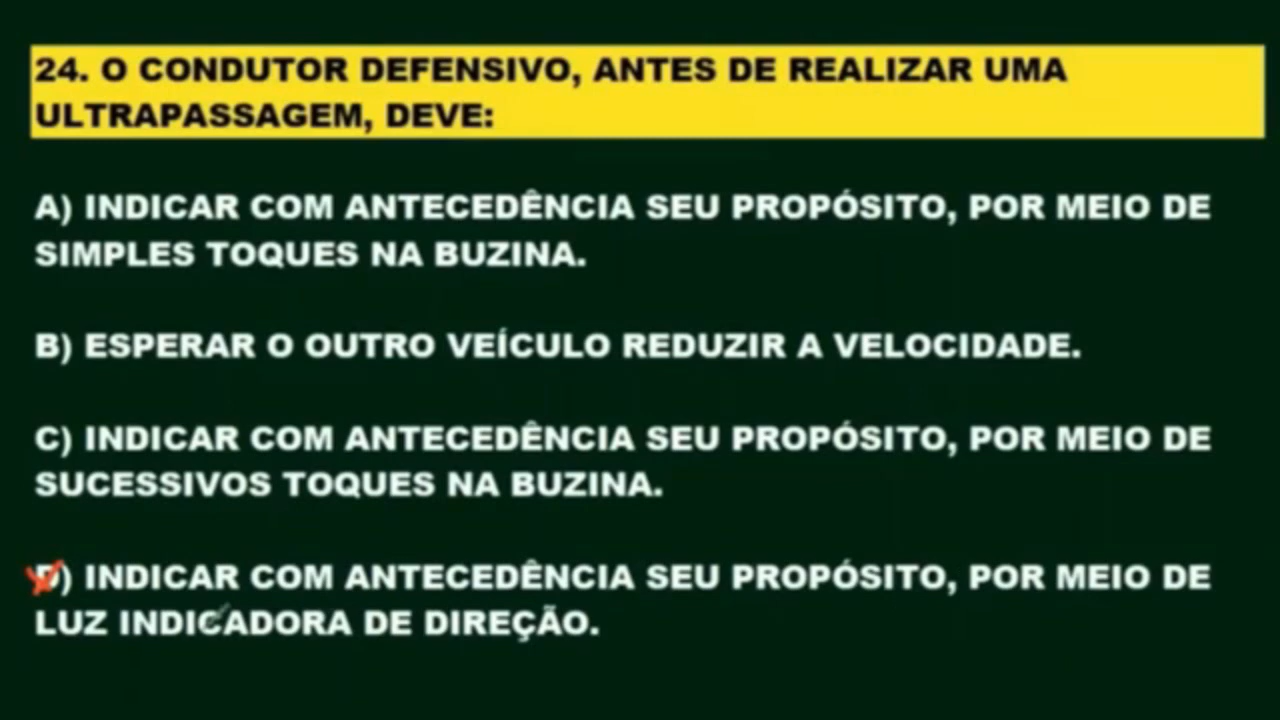 24. O CONDUTOR DEFENSIVO, ANTES DE REALIZAR UMA
ULTRAPASSAGEM, DEVE:
A) INDICAR COM ANTECEDÊNCIA SEU PROPÓSITO, POR MEIO DE
SIMPLES TOQUES NA BUZINA.
B) ESPERAR O OUTRO VEÍCULO REDUZIR A VELOCIDADE.
C) INDICAR COM ANTECEDÊNCIA SEU PROPÓSITO, POR MEIO DE
SUCESSIVOS TOQUES NA BUZINA.
D) INDICAR COM ANTECEDÊNCIA SEU PROPÓSITO, POR MEIO DE
LUZ INDICADORA DE DIREÇÃO.